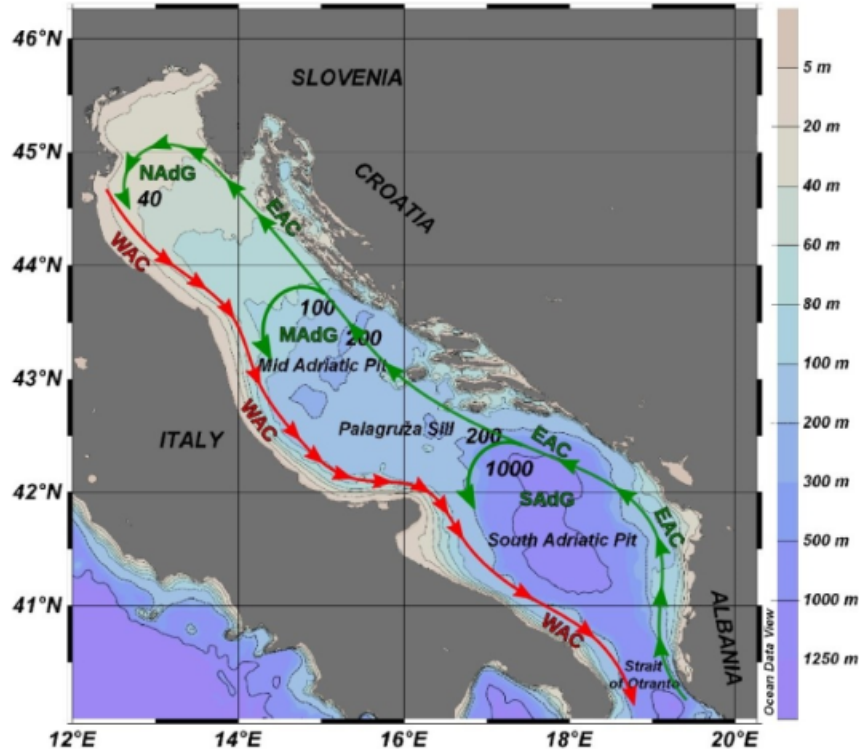 46°N
45°N
44°N
43°N
42°N
41°N
12°E
14°E
16°E
18°E
20°E
SLOVENIA
CROATIA
ITALY
ALBANIA
NAdG
40
EAC
WAC
100
MAdG
200
Mid Adriatic Pit
WAC
Palagruža Sill
200
EAC
1000
SAdG
EAC
South Adriatic Pit
WAC
Strait
of Otranto
5 m
20 m
40 m
60 m
80 m
100 m
200 m
300 m
500 m
1000 m
1250 m
Ocean Data View